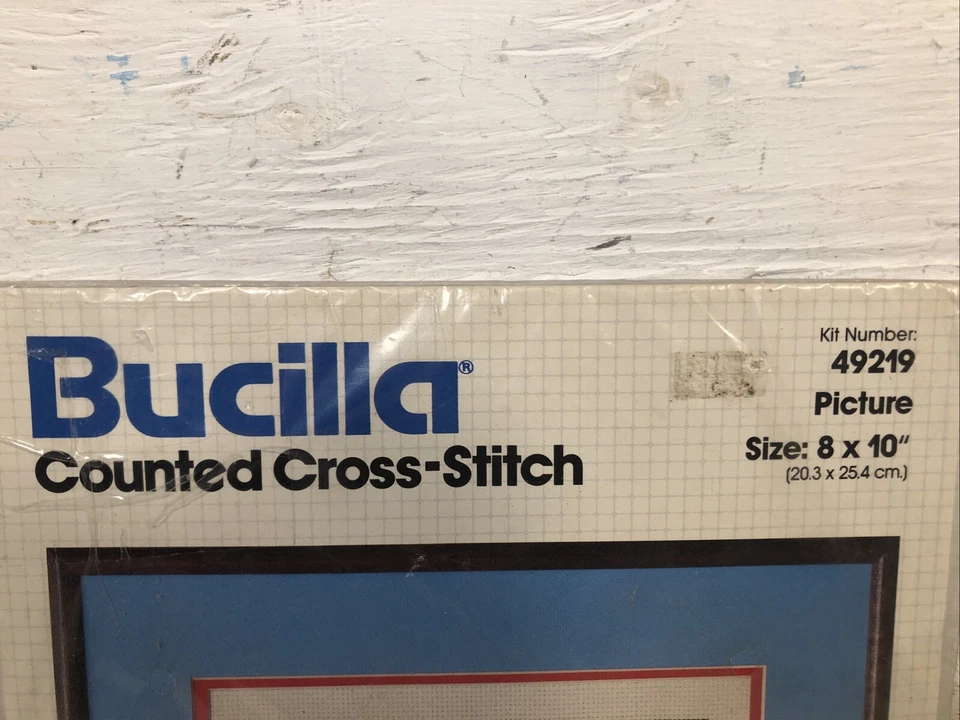 Bucilla®
Counted Cross-Stitch
Kit Number:
49219
Picture
Size: 8 x 10"
(20.3 x 25.4 cm.)